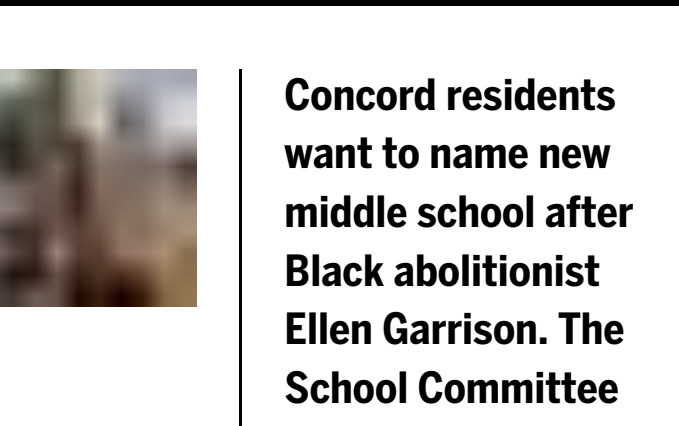 Concord residents
want to name new
middle school after
Black abolitionist
Ellen Garrison. The
School Committee